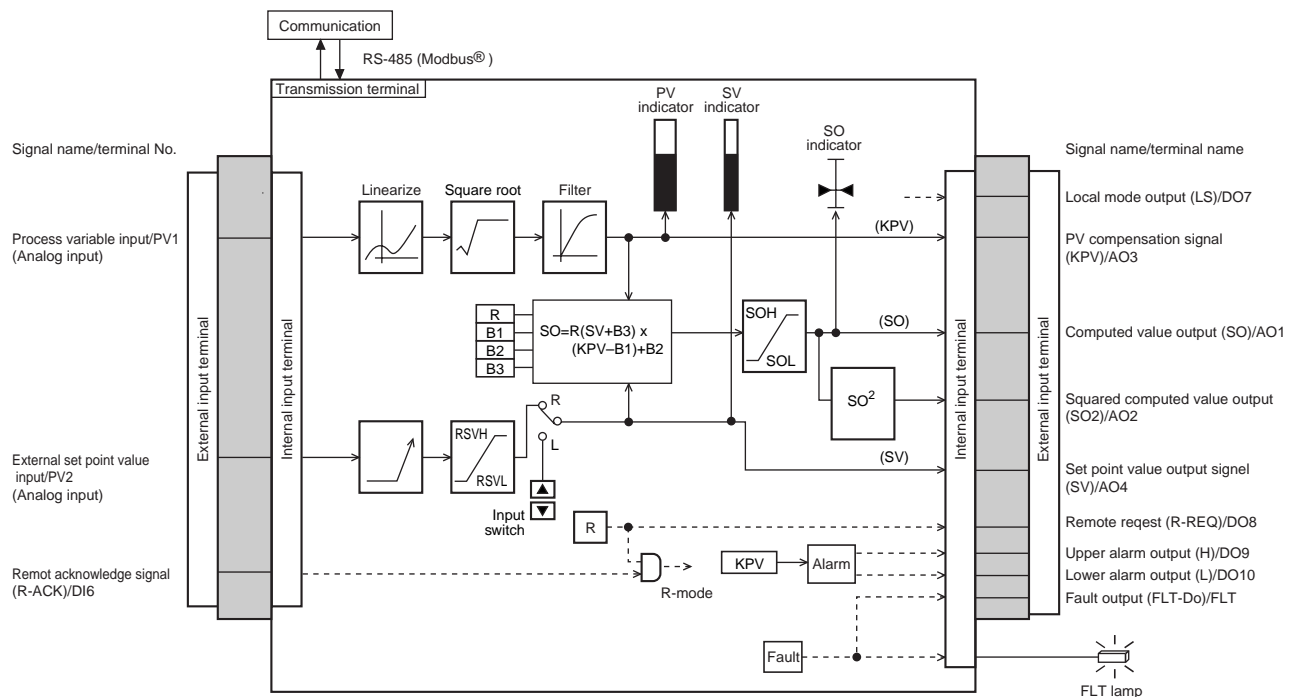 Communication
RS-485 (Modbus®)
Transmission terminal
PV
indicator
SV
indicator
SO
indicator
Signal name/terminal No.
Signal name/terminal name
Linearize
Square root
Filter
Local mode output (LS)/DO7
Process variable input/PV1
(Analog input)
(KPV)
PV compensation signal
(KPV)/AO3
External input terminal
Internal input terminal
R
B1
B2
B3
SO=R(SV+B3) x
(KPV–B1)+B2
SOH
SOL
(SO)
Computed value output (SO)/AO1
Internal input terminal
External input terminal
SO2
Squared computed value output
(SO2)/AO2
R
L
RSVH
RSVL
External set point value
input/PV2
(Analog input)
(SV)
Set point value output signel
(SV)/AO4
Input
switch
R
Remote reqest (R-REQ)/DO8
KPV
Alarm
Upper alarm output (H)/DO9
Lower alarm output (L)/DO10
Remot acknowledge signal
(R-ACK)/DI6
R-mode
Fault output (FLT-Do)/FLT
Fault
FLT lamp